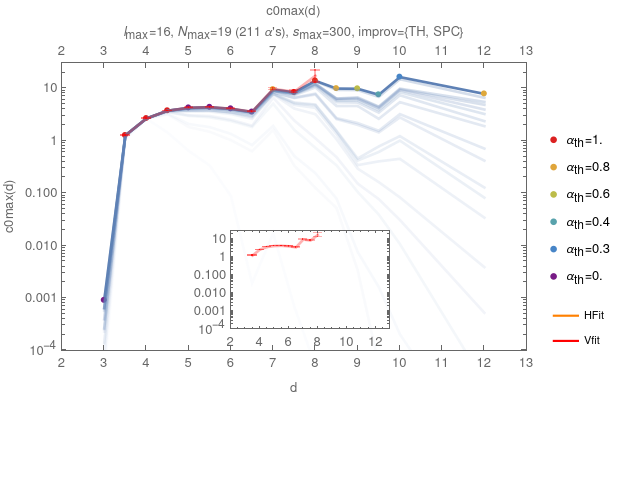 c0max(d)
lmax=16, Nmax=19 (211 α's), smax=300, improv={TH, SPC}
2 3 4 5 6 7 8 9 10 11 12 13
10
1
0.100
0.010
0.001
10−4
c0max(d)
2 3 4 5 6 7 8 9 10 11 12 13
d
10
1
0.100
0.010
0.001
10−4
2 4 6 8 10 12
αth=1.
αth=0.8
αth=0.6
αth=0.4
αth=0.3
αth=0.
HFit
Vfit